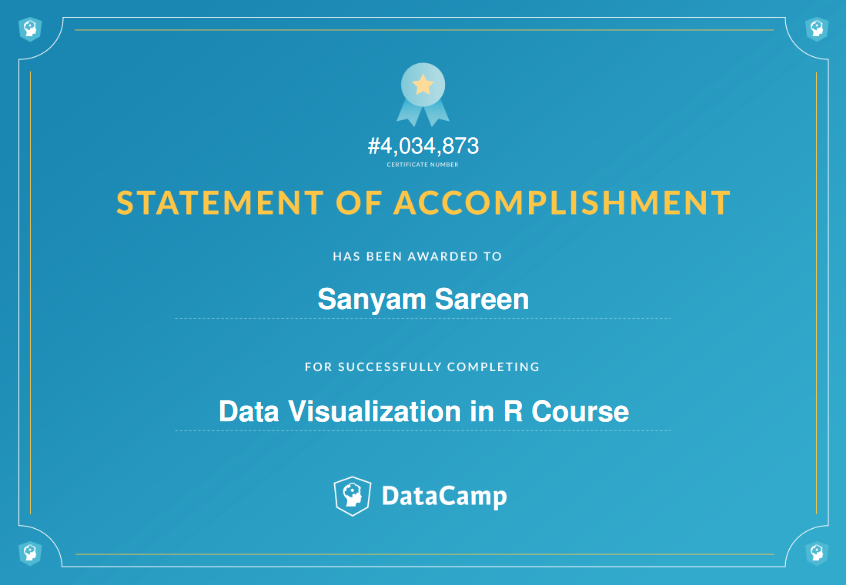 #4,034,873
CERTIFICATE NUMBER
STATEMENT OF ACCOMPLISHMENT
HAS BEEN AWARDED TO
Sanyam Sareen
FOR SUCCESSFULLY COMPLETING
Data Visualization in R Course
DataCamp